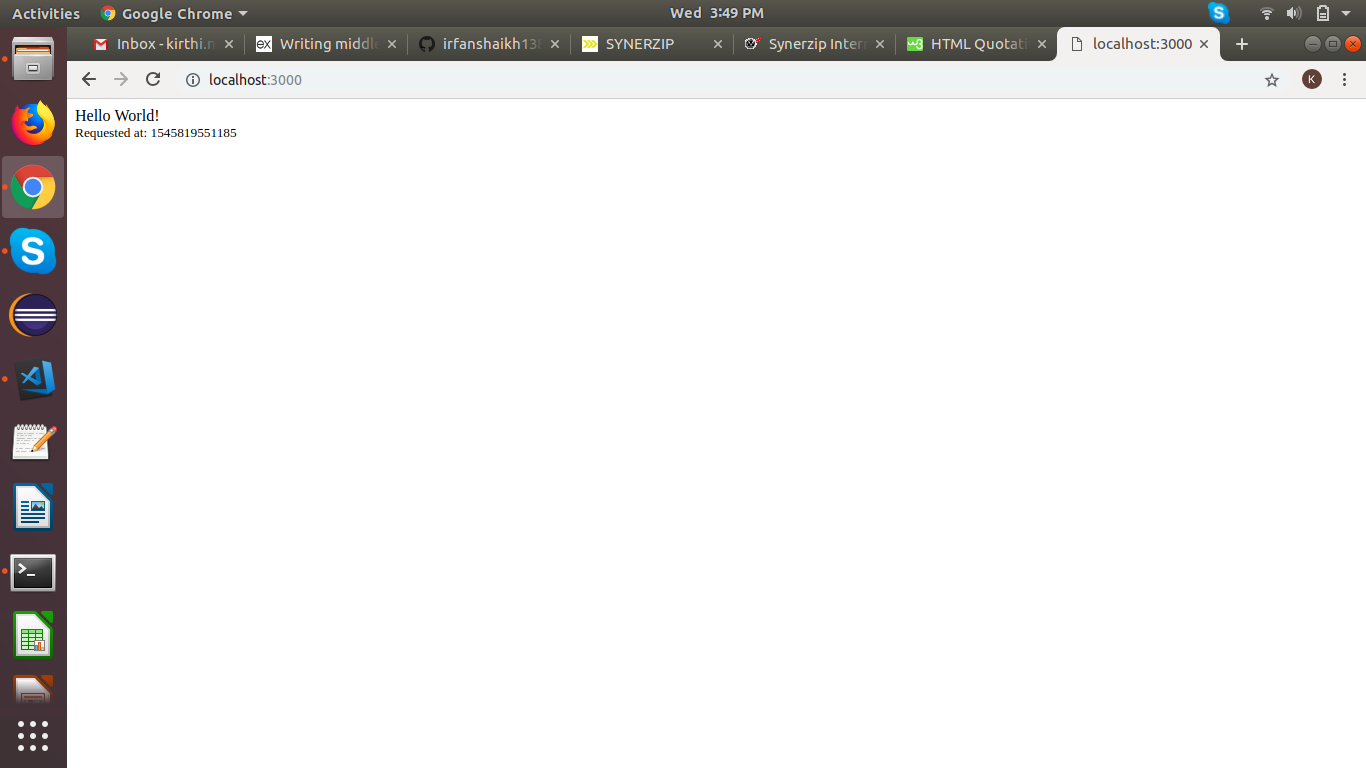 Activities Google Chrome Wed 3:49 PM
Inbox - kirthi.n Writing middle irfanshaikh13 SYNERZIP Synerzip Inter HTML Quotati localhost:3000
localhost:3000 K
Hello World!
Requested at: 1545819551185